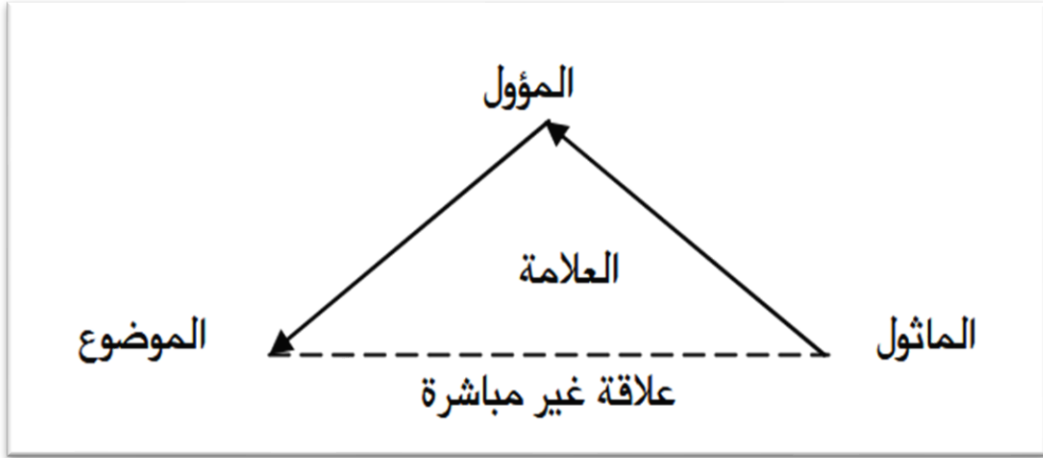 المؤول
العلامة
الماثول
الموضوع
علاقة غير مباشرة